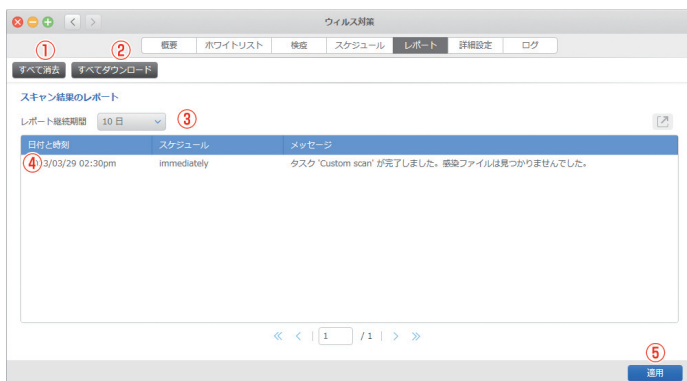 ウィルス対策
概要 ホワイトリスト 検疫 スケジュール レポート 詳細設定 ログ
① ②
すべて消去 すべてダウンロード
スキャン結果のレポート
レポート継続期間 10 日 ③
日付と時刻 スケジュール メッセージ
④ 3/03/29 02:30pm immediately タスク 'Custom scan' が完了しました。感染ファイルは見つかりませんでした。
1 / 1
⑤
適用